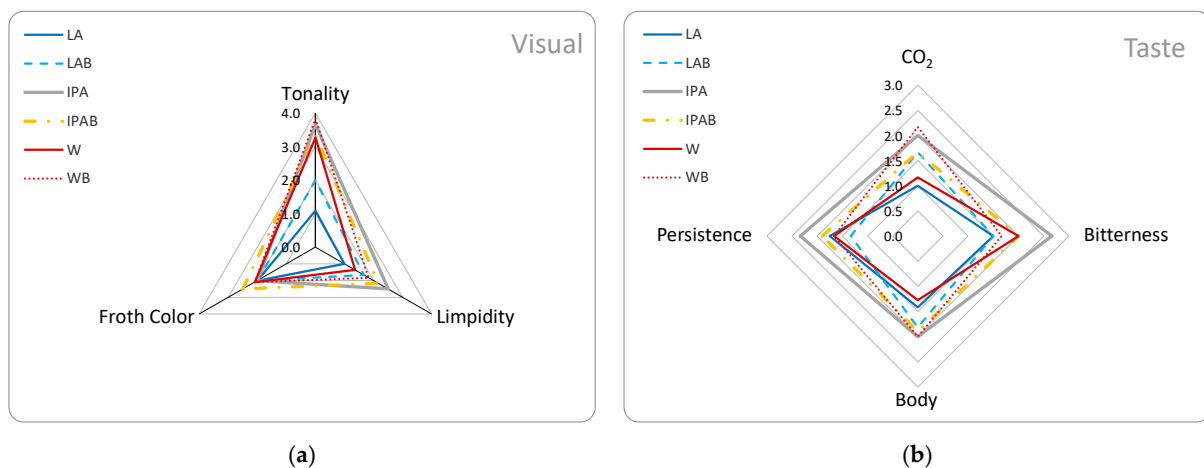 Visual
LA
LAB
IPA
IPAB
W
WB
Tonality
4.0
3.0
2.0
1.0
0.0
Froth Color
Limpidity
(a)
Taste
LA
LAB
IPA
IPAB
W
WB
CO₂
3.0
2.5
2.0
1.5
1.0
0.5
0.0
Persistence
Bitterness
Body
(b)